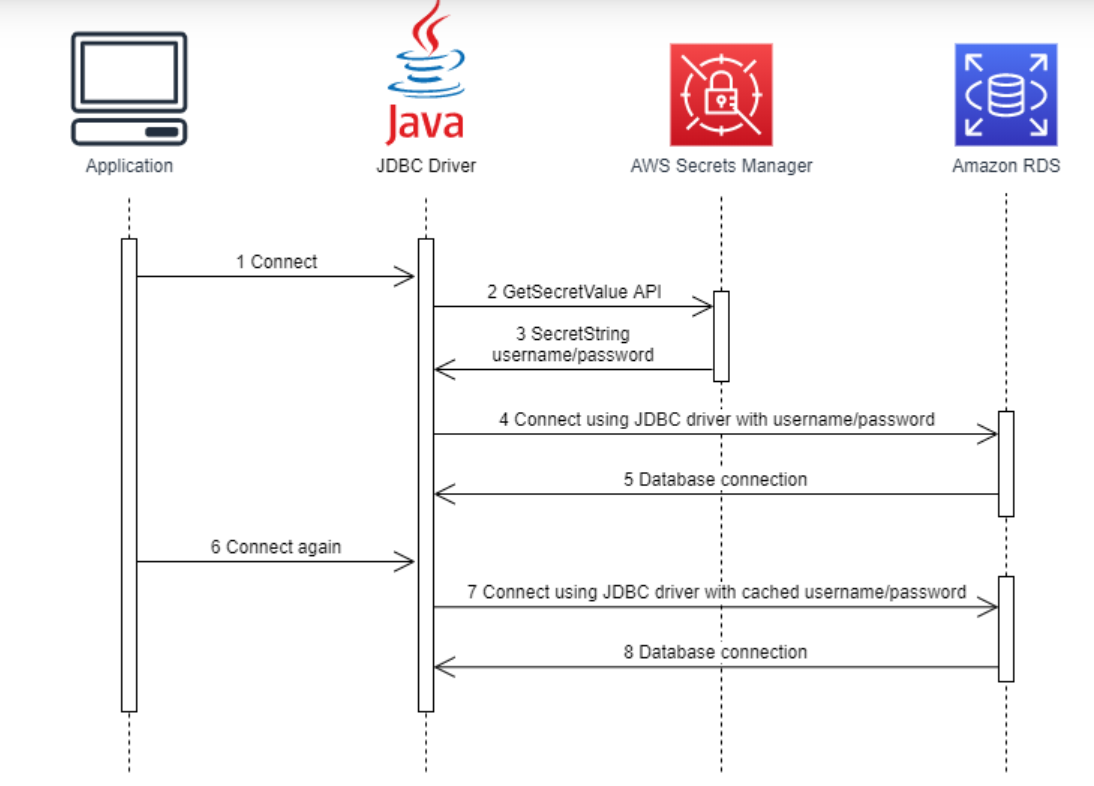 Java
Application
JDBC Driver
AWS Secrets Manager
Amazon RDS
1 Connect
2 GetSecretValue API
3 SecretString
username/password
4 Connect using JDBC driver with username/password
5 Database connection
6 Connect again
7 Connect using JDBC driver with cached username/password
8 Database connection